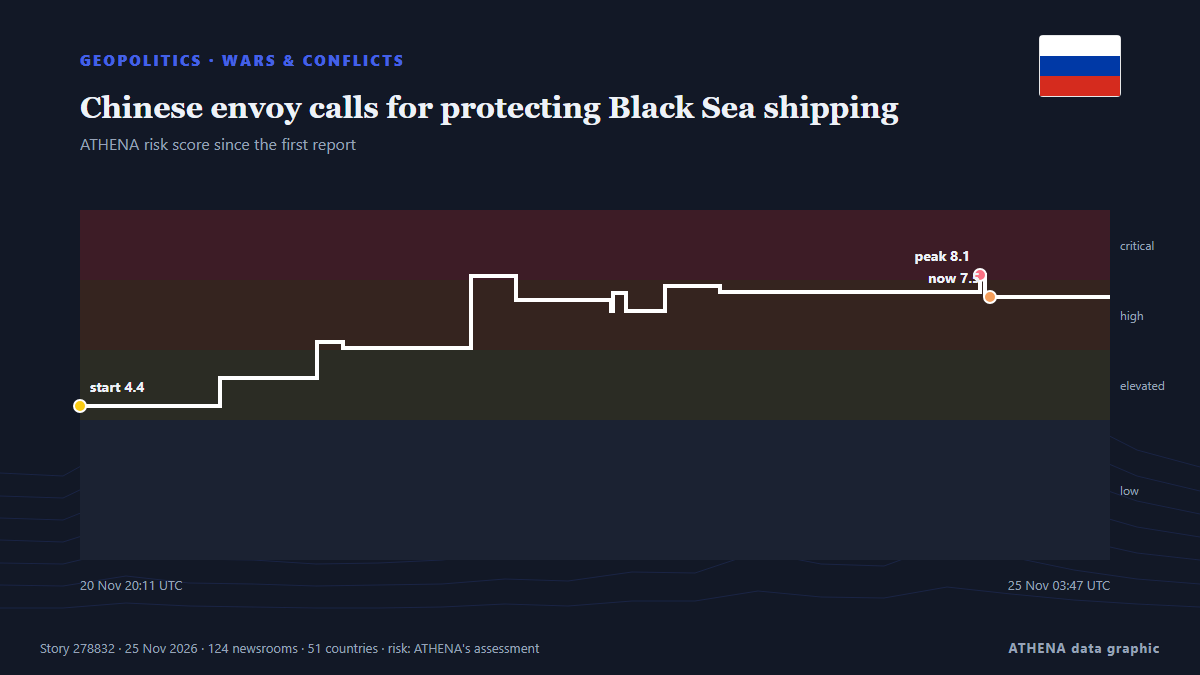 GEOPOLITICS · WARS & CONFLICTS
Chinese envoy calls for protecting Black Sea shipping
ATHENA risk score since the first report
critical
peak 8.1
now
high
elevated
start 4.4
low
20 Nov 20:11 UTC
25 Nov 03:47 UTC
Story 278832 · 25 Nov 2026 · 124 newsrooms · 51 countries · risk: ATHENA's assessment
ATHENA data graphic